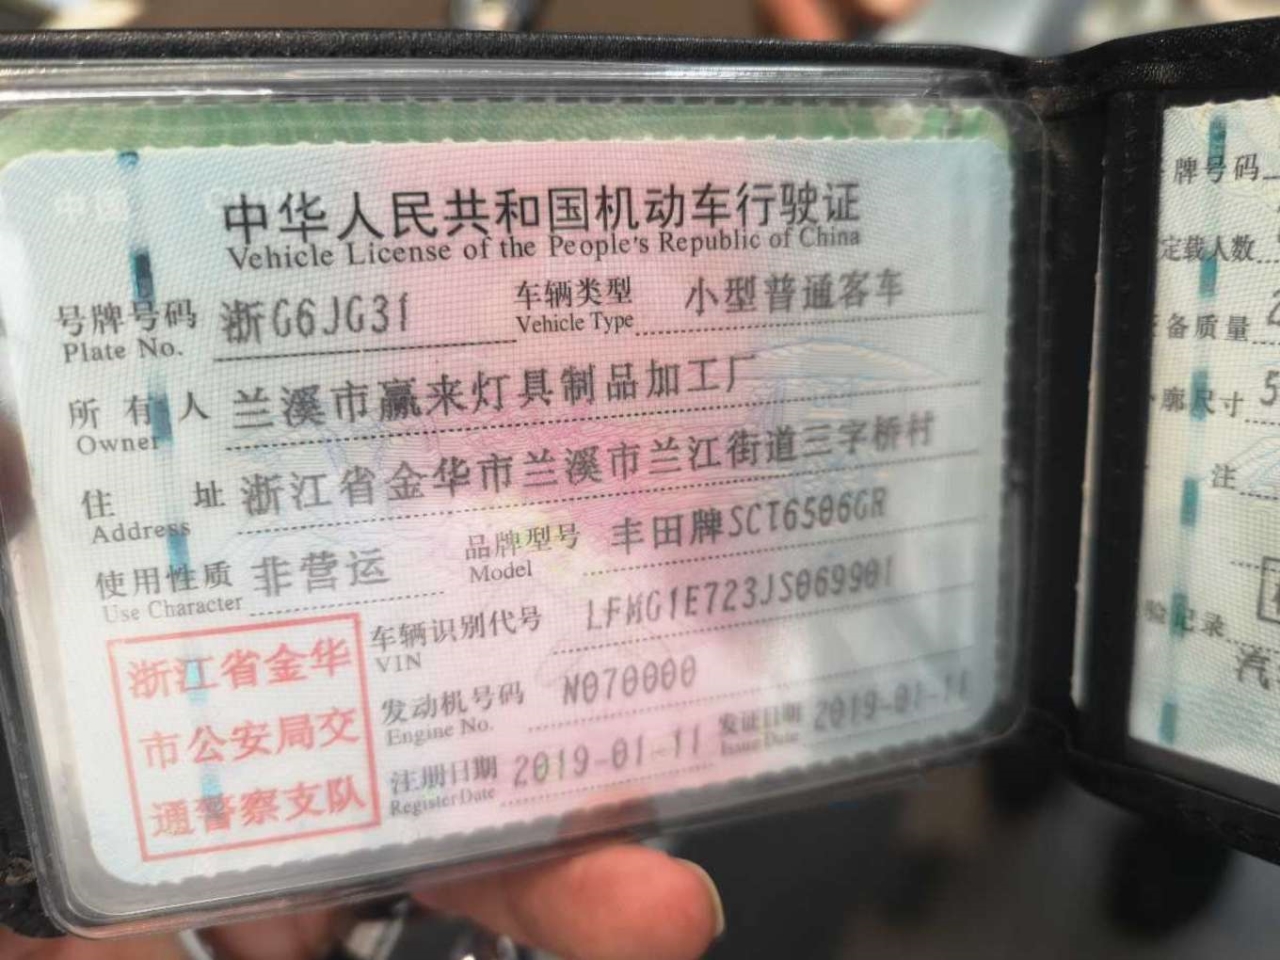 中华人民共和国机动车行驶证
Vehicle License of the People's Republic of China
号牌号码 浙G6JG31 车辆类型 小型普通客车
Plate No. Vehicle Type
所有人 兰溪市赢来灯具制品加工厂
Owner
住址 浙江省金华市兰溪市兰江街道三字桥村
Address
使用性质 非营运 品牌型号 丰田牌SCT6506GR
Use Character Model
车辆识别代号 LFMG1E723JS069901
VIN
发动机号码 N070000
Engine No.
注册日期 2019-01-11 发证日期 2019-01-11
Register Date Issue Date
浙江省金华
市公安局交
通警察支队
牌号码
定载人数
备质量 2
廓尺寸 5
注
验记录
汽